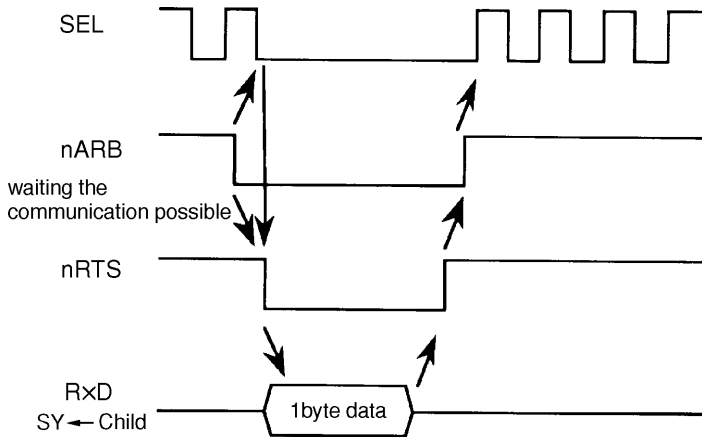 SEL
nARB
waiting the
communication possible
nRTS
R×D
SY ← Child
1byte data